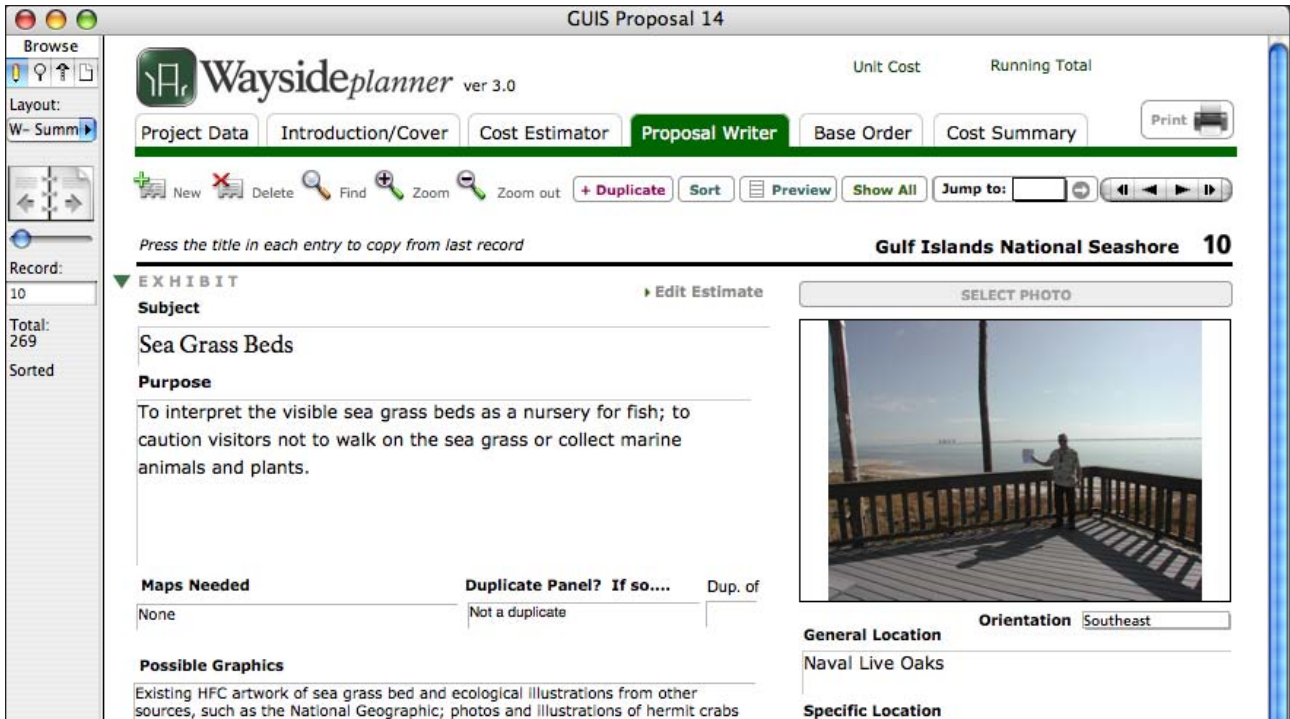 GUIS Proposal 14
Browse
Layout:
W– Summ
Record:
10
Total:
269
Sorted
Waysideplanner ver 3.0
Unit Cost Running Total
Print
Project Data Introduction/Cover Cost Estimator Proposal Writer Base Order Cost Summary
New Delete Find Zoom Zoom out + Duplicate Sort Preview Show All Jump to:
Press the title in each entry to copy from last record
Gulf Islands National Seashore 10
EXHIBIT
Edit Estimate
SELECT PHOTO
Subject
Sea Grass Beds
Purpose
To interpret the visible sea grass beds as a nursery for fish; to
caution visitors not to walk on the sea grass or collect marine
animals and plants.
Maps Needed Duplicate Panel? If so.... Dup. of
None Not a duplicate
Orientation Southeast
General Location
Naval Live Oaks
Possible Graphics
Existing HFC artwork of sea grass bed and ecological illustrations from other
sources, such as the National Geographic; photos and illustrations of hermit crabs
Specific Location